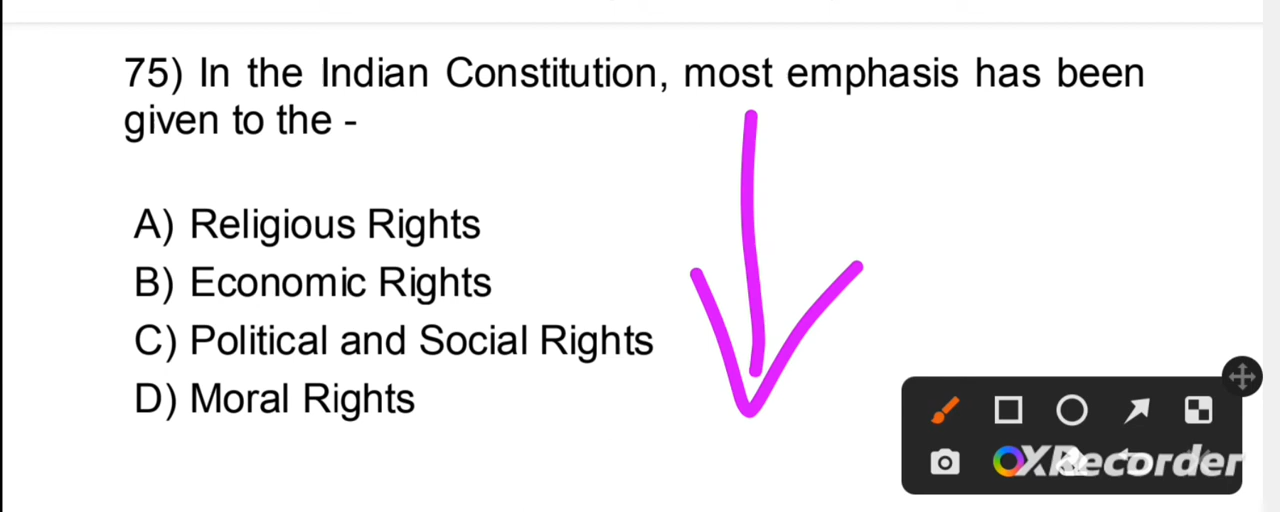 75) In the Indian Constitution, most emphasis has been
given to the -
A) Religious Rights
B) Economic Rights
C) Political and Social Rights
D) Moral Rights
XRecorder